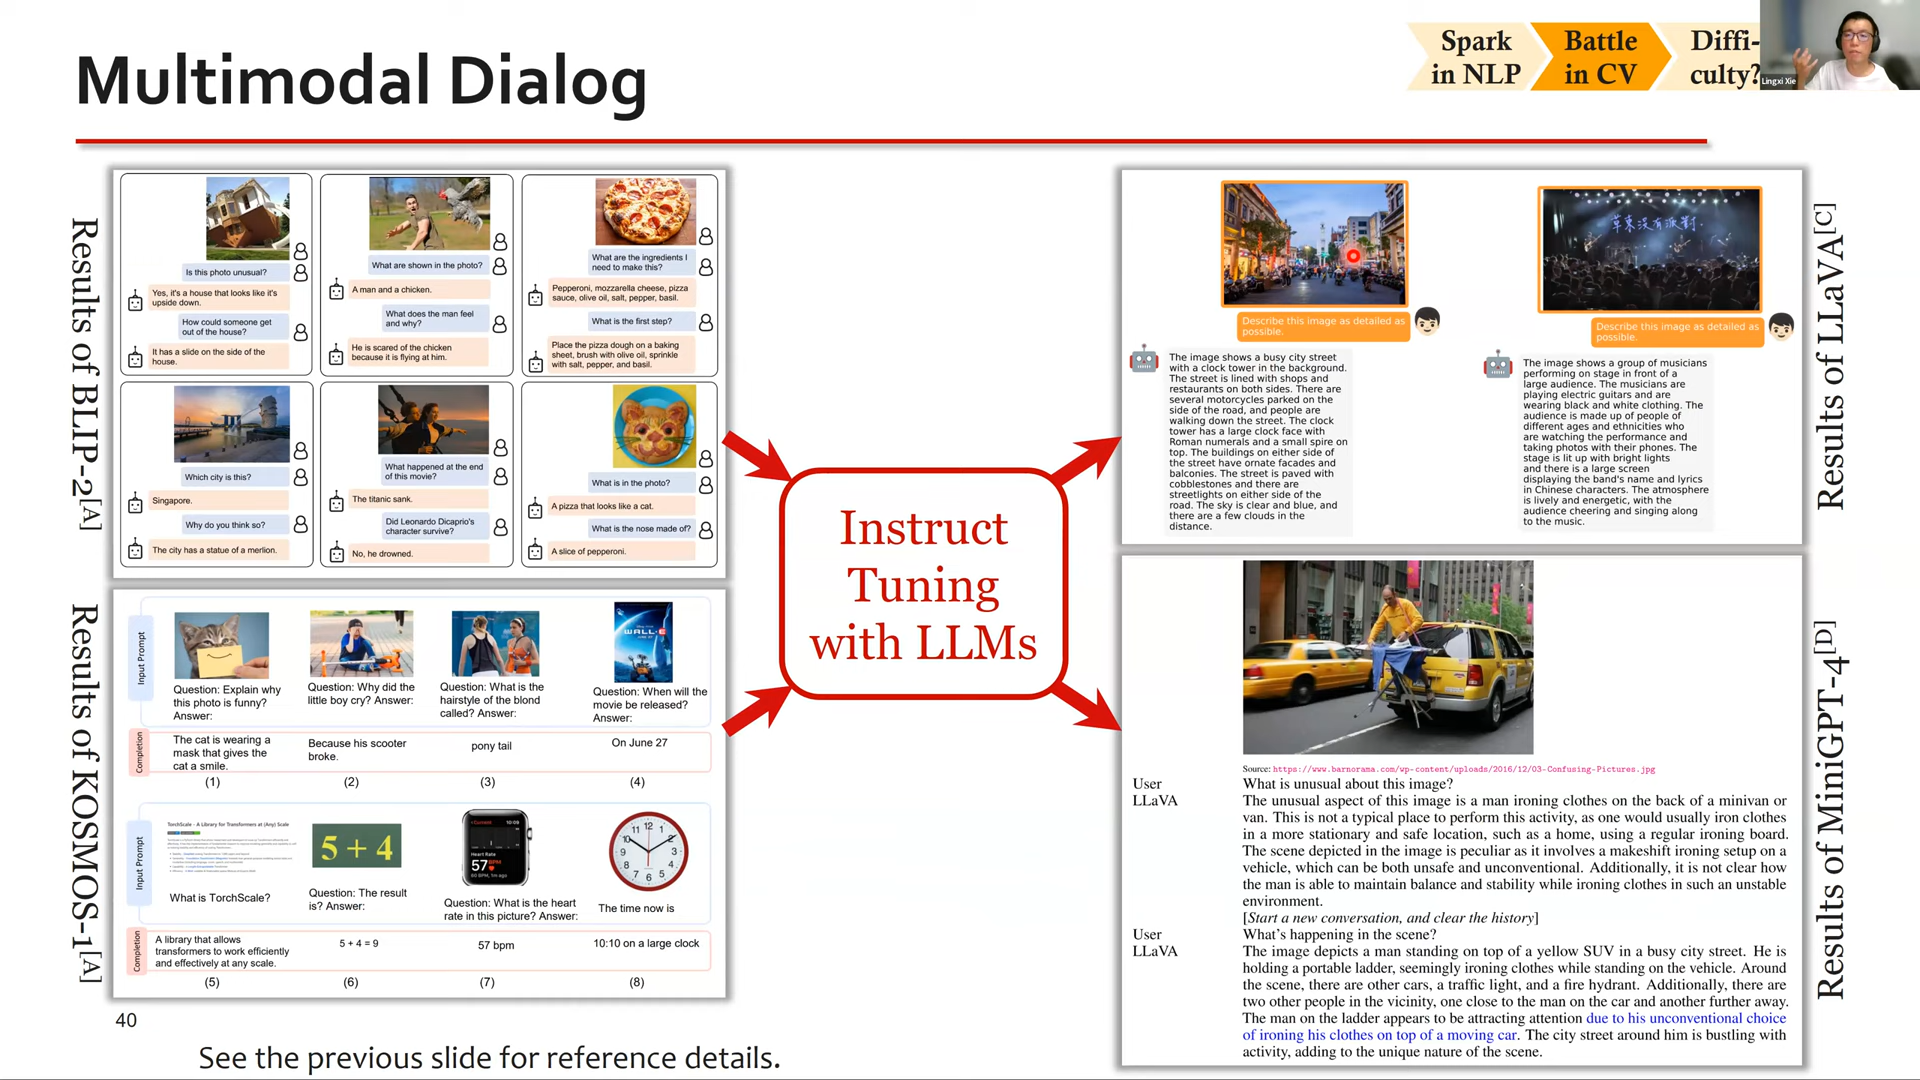 Multimodal Dialog
Spark
in NLP
Battle
in CV
Diffi-
culty?
Lingxi Xie
Results of BLIP-2[A]
Is this photo unusual?
Yes, it's a house that looks like it's
upside down.
How could someone get
out of the house?
It has a slide on the side of the
house.
What are shown in the photo?
A man and a chicken.
What does the man feel
and why?
He is scared of the chicken
because it is flying at him.
What are the ingredients I
need to make this?
Pepperoni, mozzarella cheese, pizza
sauce, olive oil, salt, pepper, basil.
What is the first step?
Place the pizza dough on a baking
sheet, brush with olive oil, sprinkle
with salt, pepper, and basil.
Which city is this?
Singapore.
Why do you think so?
The city has a statue of a merlion.
What happened at the end
of this movie?
The titanic sank.
Did Leonardo Dicaprio's
character survive?
No, he drowned.
What is in the photo?
A pizza that looks like a cat.
What is the nose made of?
A slice of pepperoni.
Results of KOSMOS-1[A]
Input Prompt
Question: Explain why
this photo is funny?
Answer:
Question: Why did the
little boy cry? Answer:
Question: What is the
hairstyle of the blond
called? Answer:
WALL-E
Question: When will the
movie be released?
Answer:
Completion
The cat is wearing a
mask that gives the
cat a smile.
Because his scooter
broke.
pony tail
On June 27
(1)
(2)
(3)
(4)
Input Prompt
TorchScale - A Library for Transformers at (Any) Scale
What is TorchScale?
5 + 4
Question: The result
is? Answer:
10:09
Heart Rate
57 BPM
Question: What is the heart
rate in this picture? Answer:
12
1
2
3
4
5
6
7
8
9
10
11
The time now is
Completion
A library that allows
transformers to work efficiently
and effectively at any scale.
5 + 4 = 9
57 bpm
10:10 on a large clock
(5)
(6)
(7)
(8)
Instruct
Tuning
with LLMs
Results of LLaVA[C]
Describe this image as detailed as
possible.
The image shows a busy city street
with a clock tower in the background.
The street is lined with shops and
restaurants on both sides. There are
several motorcycles parked on the
side of the road, and people are
walking down the street. The clock
tower has a large clock face with
Roman numerals and a small spire on
top. The buildings on either side of
the street have ornate facades and
balconies. The street is paved with
cobblestones and there are
streetlights on either side of the
road. The sky is clear and blue, and
there are a few clouds in the
distance.
草東沒有派對
Describe this image as detailed as
possible.
The image shows a group of musicians
performing on stage in front of a
large audience. The musicians are
playing electric guitars and are
wearing black and white clothing. The
audience is made up of people of
different ages and ethnicities who
are watching the performance and
taking photos with their phones. The
stage is lit up with bright lights
and there is a large screen
displaying the band's name and lyrics
in Chinese characters. The atmosphere
is lively and energetic, with the
audience cheering and singing along
to the music.
Results of MiniGPT-4[D]
Source: https://www.barnorama.com/wp-content/uploads/2016/12/03-Confusing-Pictures.jpg
User What is unusual about this image?
LLaVA The unusual aspect of this image is a man ironing clothes on the back of a minivan or
van. This is not a typical place to perform this activity, as one would usually iron clothes
in a more stationary and safe location, such as a home, using a regular ironing board.
The scene depicted in the image is peculiar as it involves a makeshift ironing setup on a
vehicle, which can be both unsafe and unconventional. Additionally, it is not clear how
the man is able to maintain balance and stability while ironing clothes in such an unstable
environment.
[Start a new conversation, and clear the history]
User What's happening in the scene?
LLaVA The image depicts a man standing on top of a yellow SUV in a busy city street. He is
holding a portable ladder, seemingly ironing clothes while standing on the vehicle. Around
the scene, there are other cars, a traffic light, and a fire hydrant. Additionally, there are
two other people in the vicinity, one close to the man on the car and another further away.
The man on the ladder appears to be attracting attention due to his unconventional choice
of ironing his clothes on top of a moving car. The city street around him is bustling with
activity, adding to the unique nature of the scene.
40
See the previous slide for reference details.